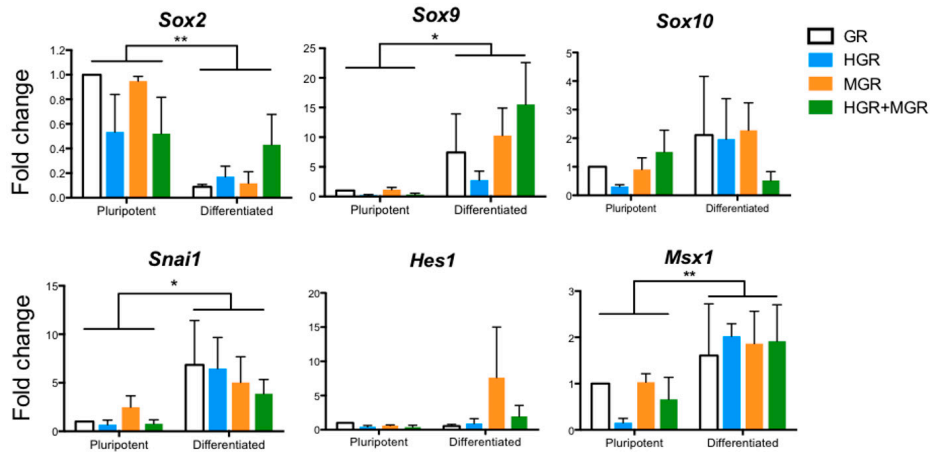 Sox2
Sox9
Sox10
GR
HGR
MGR
HGR+MGR
**
*
Fold change
1.2
1.0
0.8
0.6
0.4
0.2
0.0
25
20
15
10
5
0
5
4
3
2
1
0
Pluripotent Differentiated
Pluripotent Differentiated
Pluripotent Differentiated
Snai1
Hes1
Msx1
*
**
Fold change
15
10
5
0
20
15
10
5
0
3
2
1
0
Pluripotent Differentiated
Pluripotent Differentiated
Pluripotent Differentiated